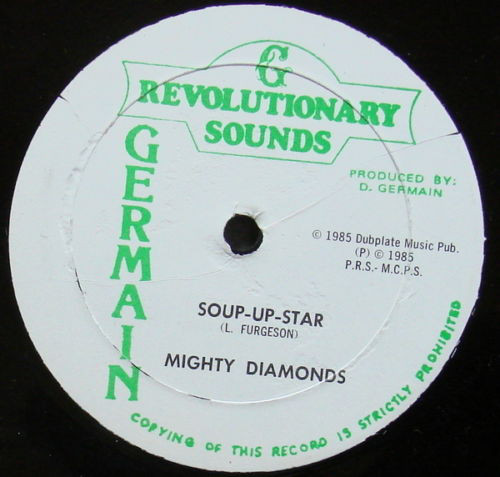 G
REVOLUTIONARY
SOUNDS
GERMAIN
PRODUCED BY:
D. GERMAIN
© 1985 Dubplate Music Pub.
(P) © 1985
P.R.S.- M.C.P.S.
SOUP-UP-STAR
(L. FURGESON)
MIGHTY DIAMONDS
COPYING OF THIS RECORD IS STRICTLY PROHIBITED